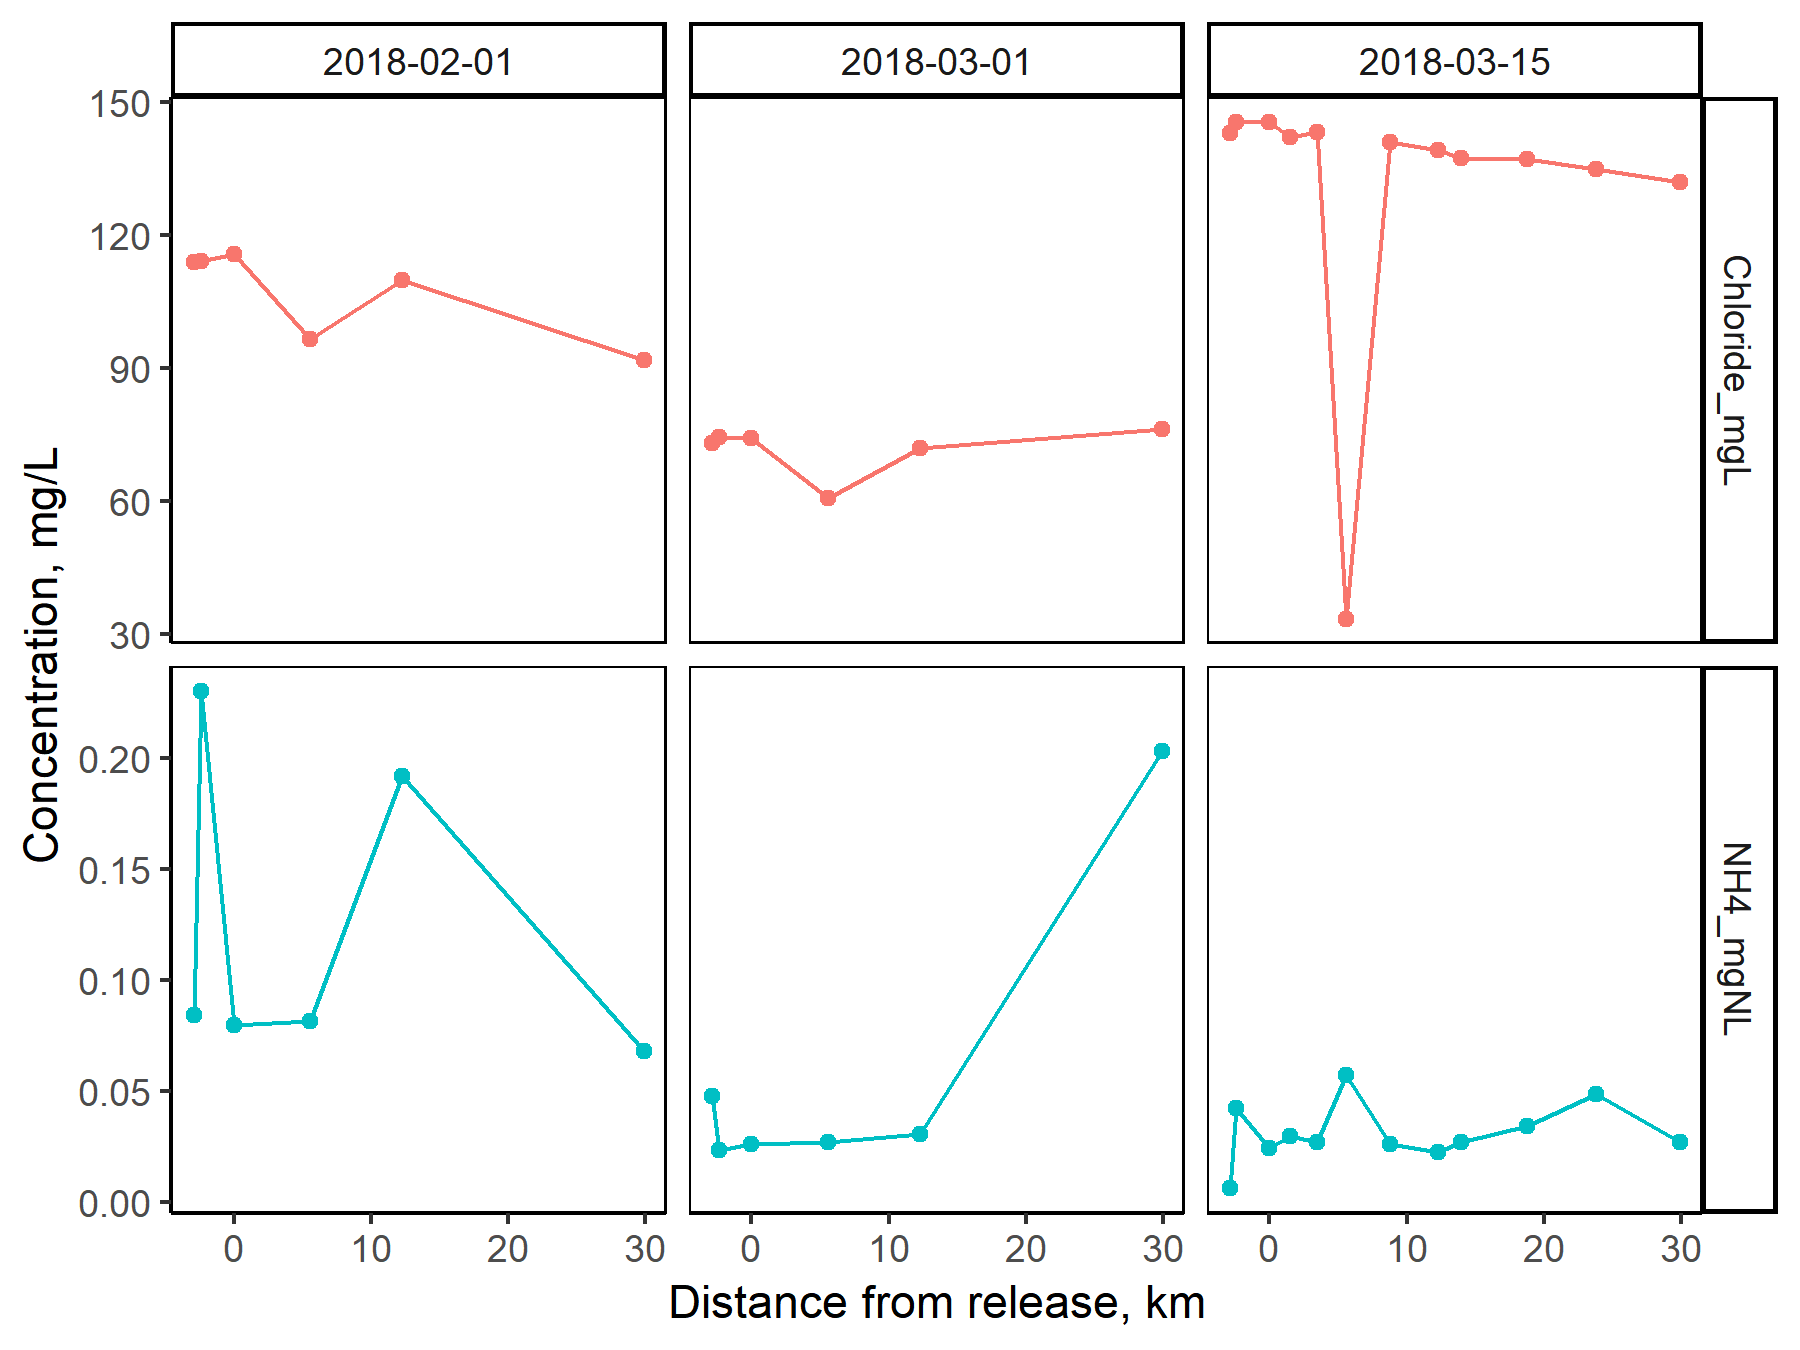 2018-02-01
2018-03-01
2018-03-15
150
120
90
60
30
Chloride_mgL
Concentration, mg/L
0.20
0.15
0.10
0.05
0.00
NH4_mgNL
0 10 20 30
0 10 20 30
0 10 20 30
Distance from release, km